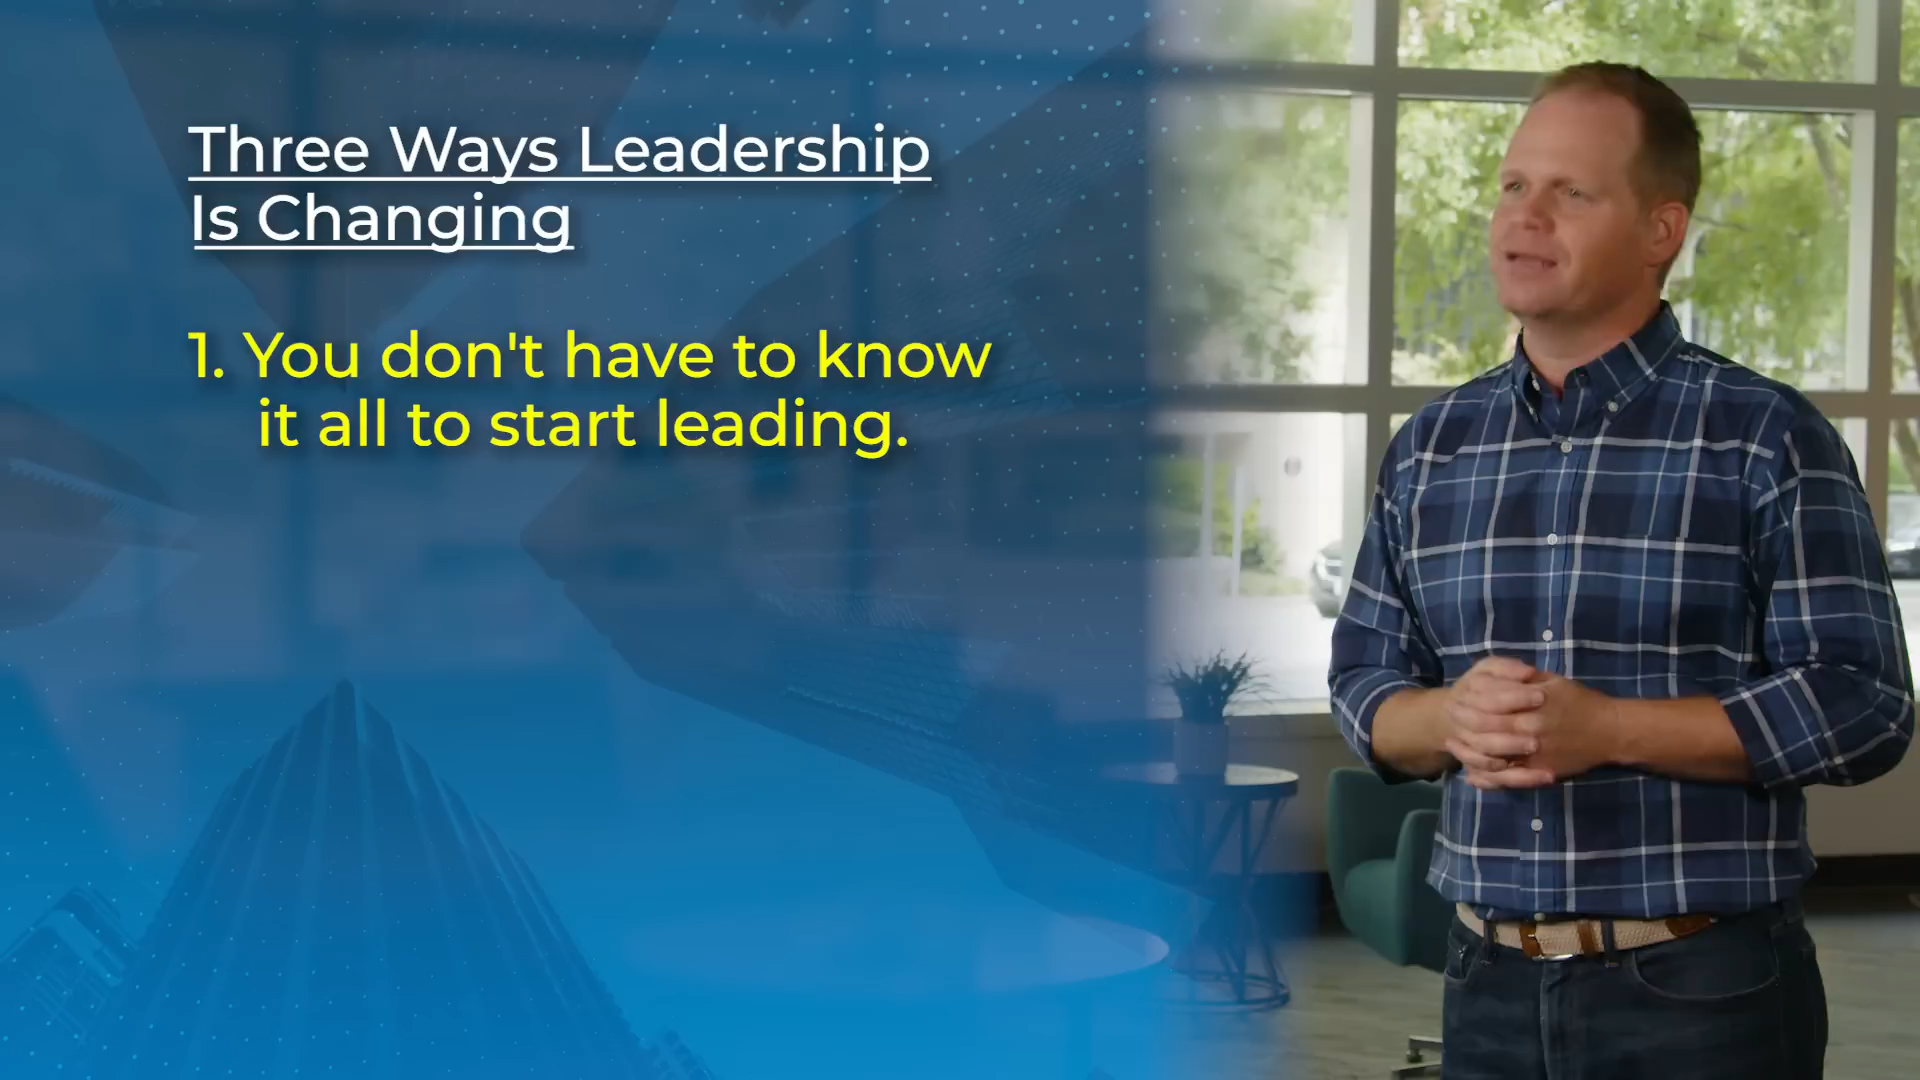 Three Ways Leadership
Is Changing
1. You don't have to know
it all to start leading.